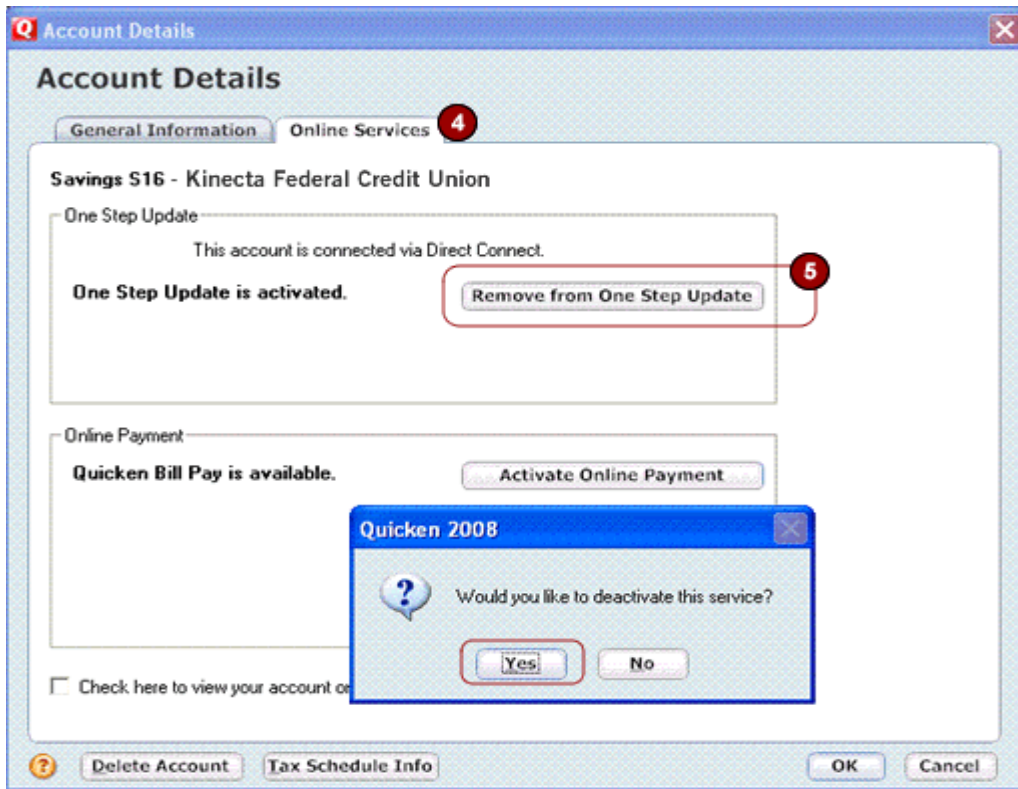 Q Account Details
Account Details
General Information Online Services 4
Savings S16 - Kinecta Federal Credit Union
One Step Update
This account is connected via Direct Connect.
5
One Step Update is activated. Remove from One Step Update
Online Payment
Quicken Bill Pay is available. Activate Online Payment
Quicken 2008
? Would you like to deactivate this service?
Yes No
Check here to view your account
? Delete Account Tax Schedule Info OK Cancel